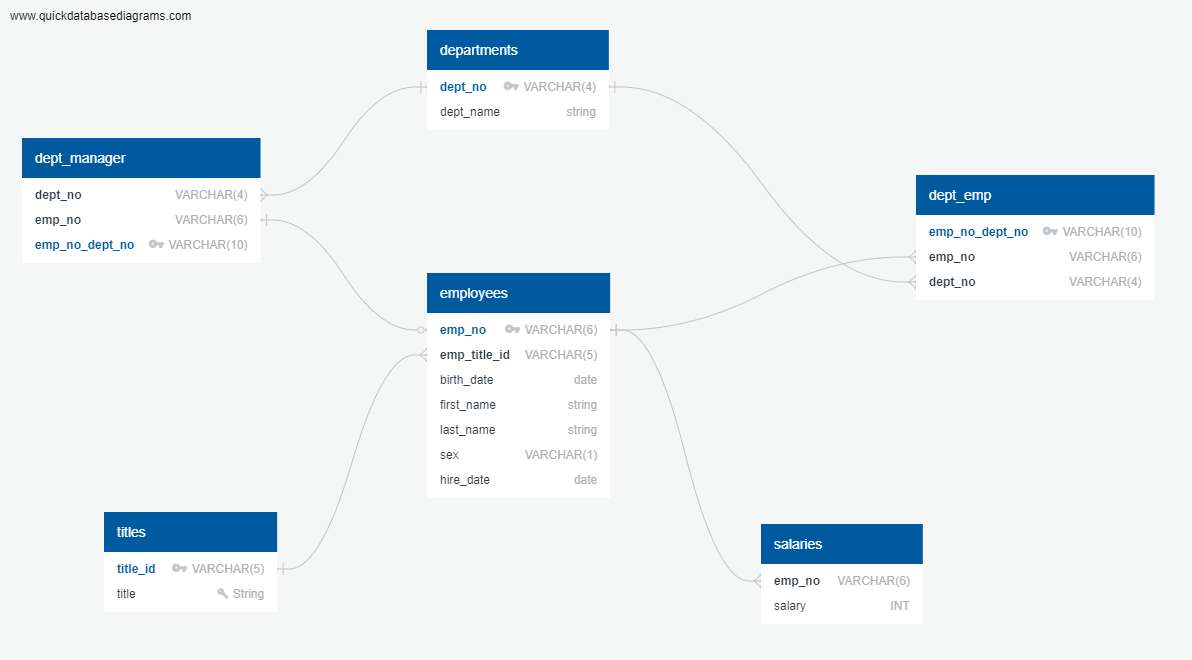 www.quickdatabasediagrams.com
departments
dept_no VARCHAR(4)
dept_name string
dept_manager
dept_no VARCHAR(4)
emp_no VARCHAR(6)
emp_no_dept_no VARCHAR(10)
dept_emp
emp_no_dept_no VARCHAR(10)
emp_no VARCHAR(6)
dept_no VARCHAR(4)
employees
emp_no VARCHAR(6)
emp_title_id VARCHAR(5)
birth_date date
first_name string
last_name string
sex VARCHAR(1)
hire_date date
titles
title_id VARCHAR(5)
title String
salaries
emp_no VARCHAR(6)
salary INT